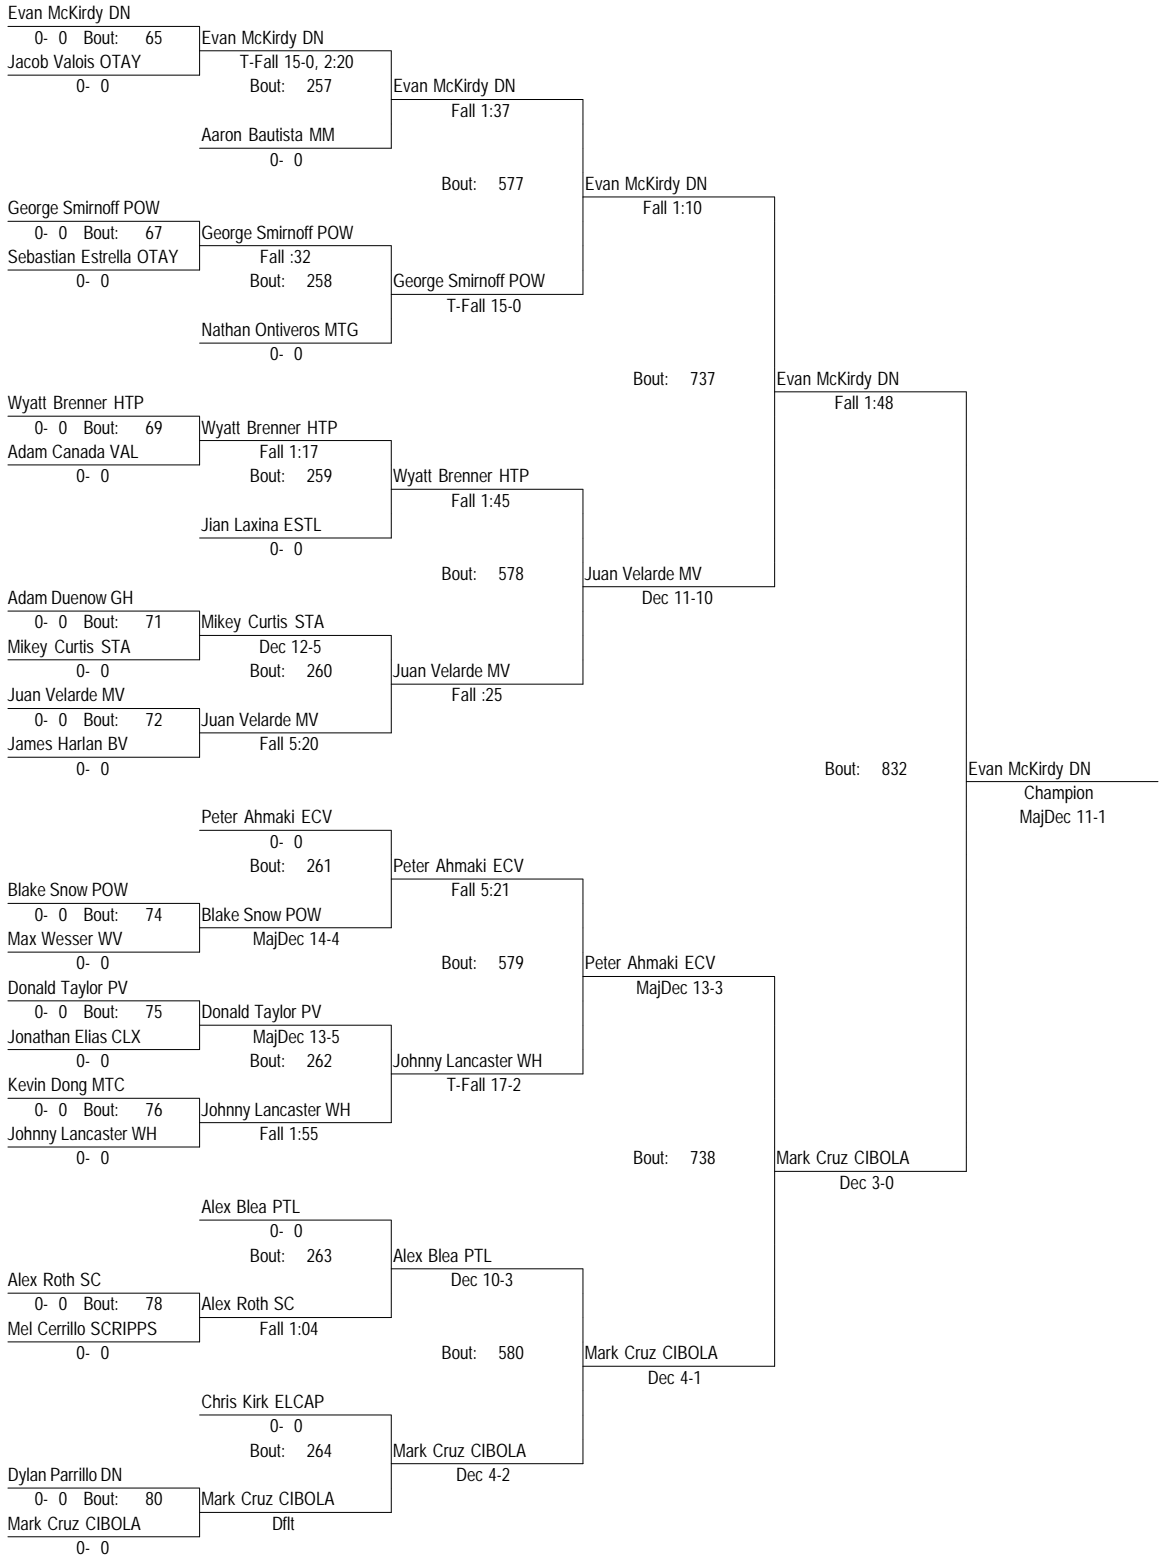 Evan McKirdy DN
0- 0 Bout: 65 Evan McKirdy DN
Jacob Valois OTAY T-Fall 15-0, 2:20
0- 0 Bout: 257 Evan McKirdy DN
Fall 1:37
Aaron Bautista MM
0- 0
Bout: 577 Evan McKirdy DN
George Smirnoff POW Fall 1:10
0- 0 Bout: 67 George Smirnoff POW
Sebastian Estrella OTAY Fall :32
0- 0 Bout: 258 George Smirnoff POW
T-Fall 15-0
Nathan Ontiveros MTG
0- 0
Bout: 737 Evan McKirdy DN
Wyatt Brenner HTP Fall 1:48
0- 0 Bout: 69 Wyatt Brenner HTP
Adam Canada VAL Fall 1:17
0- 0 Bout: 259 Wyatt Brenner HTP
Fall 1:45
Jian Laxina ESTL
0- 0
Bout: 578 Juan Velarde MV
Adam Duenow GH Dec 11-10
0- 0 Bout: 71 Mikey Curtis STA
Mikey Curtis STA Dec 12-5
0- 0 Bout: 260 Juan Velarde MV
Juan Velarde MV Fall :25
0- 0 Bout: 72 Juan Velarde MV
James Harlan BV Fall 5:20
0- 0 Bout: 832 Evan McKirdy DN
Champion
Peter Ahmaki ECV MajDec 11-1
0- 0
Bout: 261 Peter Ahmaki ECV
Blake Snow POW Fall 5:21
0- 0 Bout: 74 Blake Snow POW
Max Wesser WV MajDec 14-4
0- 0 Bout: 579 Peter Ahmaki ECV
Donald Taylor PV MajDec 13-3
0- 0 Bout: 75 Donald Taylor PV
Jonathan Elias CLX MajDec 13-5
0- 0 Bout: 262 Johnny Lancaster WH
Kevin Dong MTC T-Fall 17-2
0- 0 Bout: 76 Johnny Lancaster WH
Johnny Lancaster WH Fall 1:55
0- 0 Bout: 738 Mark Cruz CIBOLA
Dec 3-0
Alex Blea PTL
0- 0
Bout: 263 Alex Blea PTL
Alex Roth SC Dec 10-3
0- 0 Bout: 78 Alex Roth SC
Mel Cerrillo SCRIPPS Fall 1:04
0- 0 Bout: 580 Mark Cruz CIBOLA
Dec 4-1
Chris Kirk ELCAP
0- 0
Bout: 264 Mark Cruz CIBOLA
Dylan Parrillo DN Dec 4-2
0- 0 Bout: 80 Mark Cruz CIBOLA
Mark Cruz CIBOLA Dflt
0- 0